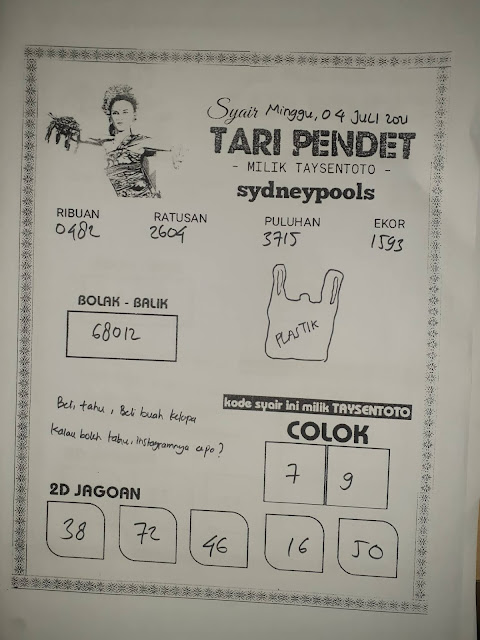 Syair Minggu, 04 JULI 2021
TARI PENDET
- MILIK TAYSENTOTO -
sydneypools
RIBUAN RATUSAN PULUHAN EKOR
0482 2604 3715 1593
BOLAK - BALIK
68012
PLASTIK
Beli, tahu, Beli buah kelapa
Kalau boleh tahu, instagramnya apo?
kode syair ini milik TAYSENTOTO
COLOK
7 9
2D JAGOAN
38 72 46 16 50